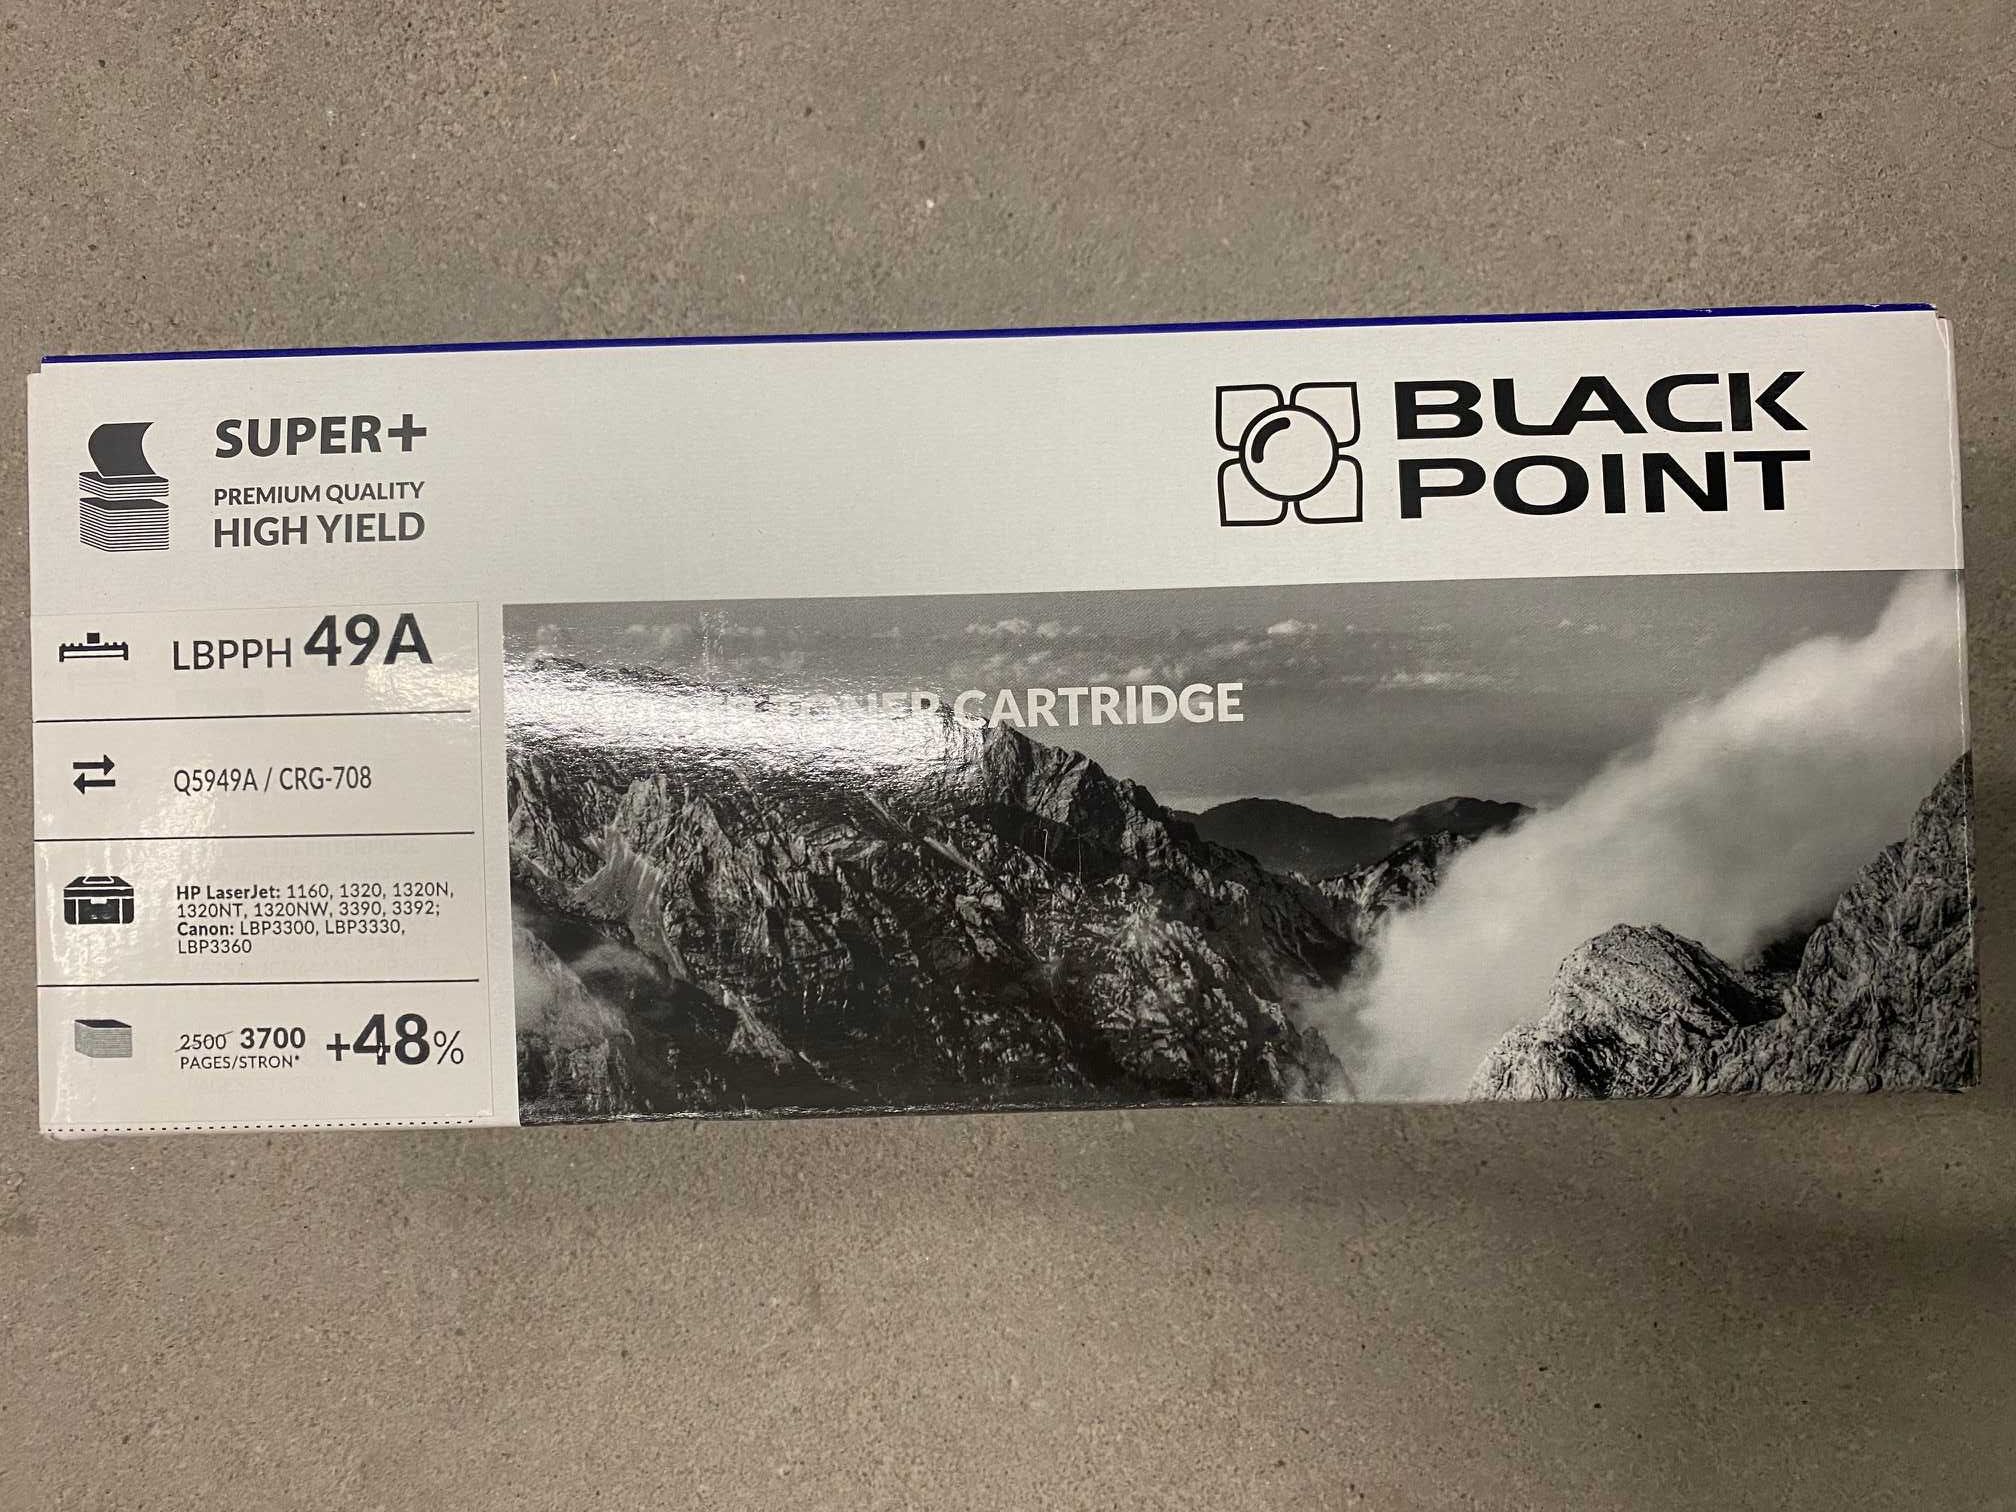 SUPER+
PREMIUM QUALITY
HIGH YIELD
BLACK
POINT
LBPPH 49A
TONER CARTRIDGE
Q5949A / CRG-708
HP LaserJet: 1160, 1320, 1320N,
1320NT, 1320NW, 3390, 3392;
Canon: LBP3300, LBP3330,
LBP3360
2500 3700 +48%
PAGES/STRON*